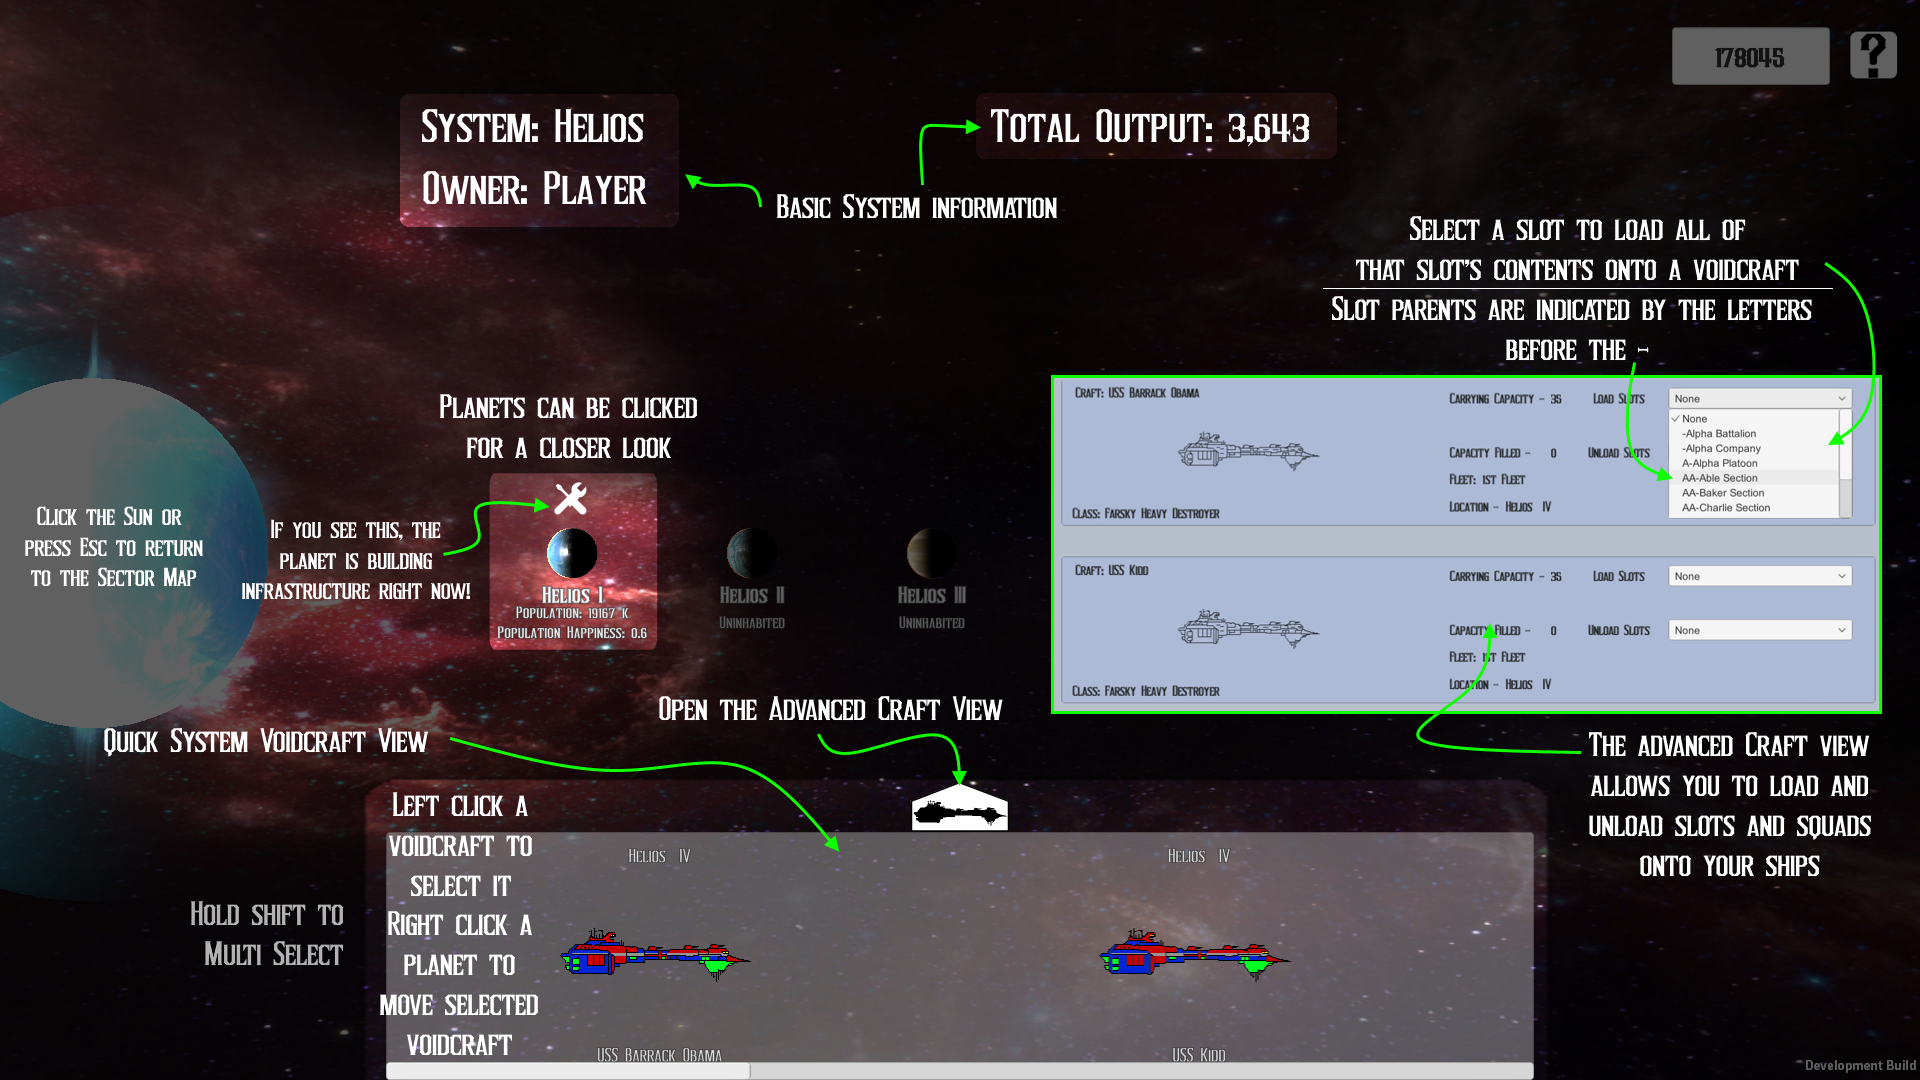 178045
?
System: Helios
Owner: Player
Total Output: 3,643
Basic System information
Select a slot to load all of
that slot's contents onto a voidcraft
Slot parents are indicated by the letters
before the -
Planets can be clicked
for a closer look
Click the Sun or
press Esc to return
to the Sector Map
If you see this, the
planet is building
infrastructure right now!
Helios I
Population: 19167 K
Population Happiness: 0.6
Helios II
Uninhabited
Helios III
Uninhabited
Craft: USS Barrack Obama
Carrying Capacity - 35
Load Slots
None
None
-Alpha Battalion
-Alpha Company
A-Alpha Platoon
AA-Able Section
AA-Baker Section
AA-Charlie Section
Capacity Filled - 0
Unload Slots
Fleet: 1st Fleet
Location - Helios IV
Class: Farsky Heavy Destroyer
Craft: USS Kidd
Carrying Capacity - 35
Load Slots
None
Capacity Filled - 0
Unload Slots
None
Fleet: 1st Fleet
Location - Helios IV
Class: Farsky Heavy Destroyer
Open the Advanced Craft View
Quick System Voidcraft View
The advanced Craft view
allows you to load and
unload slots and squads
onto your ships
Left click a
voidcraft to
select it
Right click a
planet to
move selected
voidcraft
Hold shift to
Multi Select
Helios IV
USS Barrack Obama
Helios IV
USS Kidd
Development Build